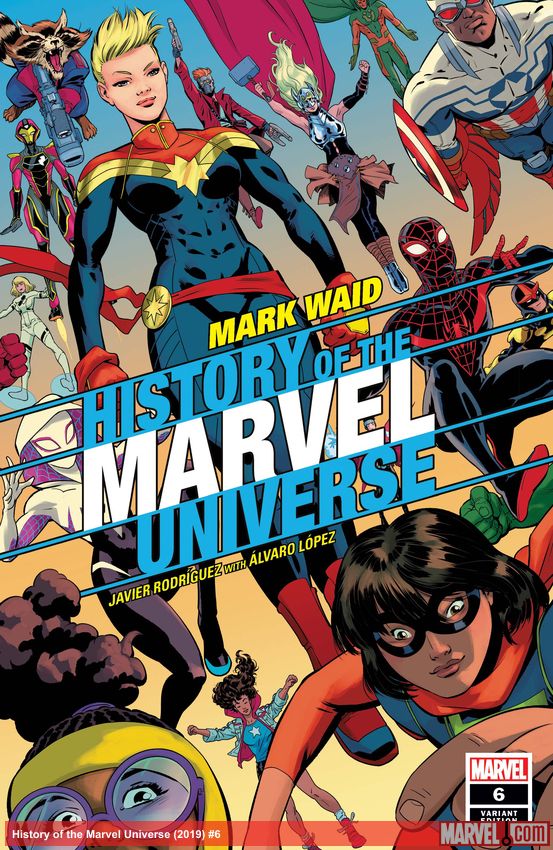 MARK WAID
HISTORY OF THE
MARVEL
UNIVERSE
JAVIER RODRÍGUEZ WITH ÁLVARO LÓPEZ
MARVEL
6
VARIANT
EDITION
History of the Marvel Universe (2019) #6
MARVEL.com